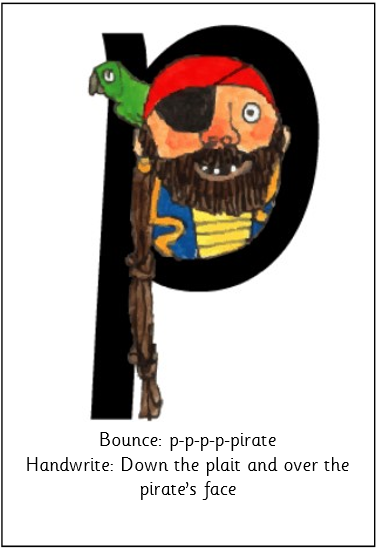 p
Bounce: p-p-p-p-pirate
Handwrite: Down the plait and over the
pirate's face